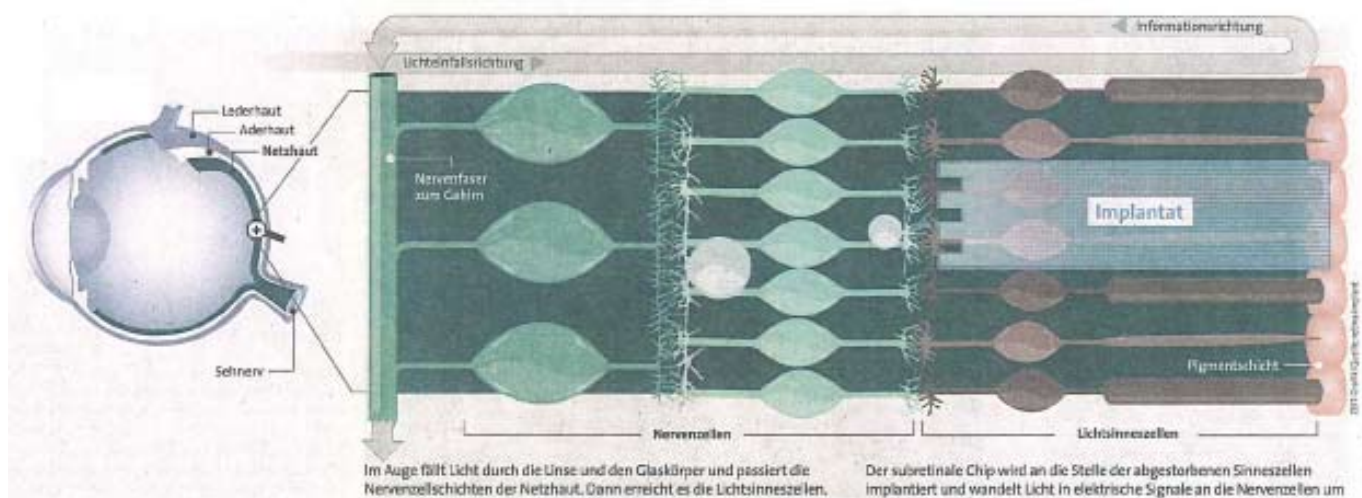 Informationsrichtung
Lichteinfallsrichtung
Lederhaut
Aderhaut
Netzhaut
Nervenfaser
zum Gehirn
Implantat
Sehnerv
Pigmentschicht
Nervenzellen
Lichtsinneszellen
Im Auge fällt Licht durch die Linse und den Glaskörper und passiert die
Nervenzellschichten der Netzhaut. Dann erreicht es die Lichtsinneszellen.
Der subretinale Chip wird an die Stelle der abgestorbenen Sinneszellen
implantiert und wandelt Licht in elektrische Signale an die Nervenzellen um